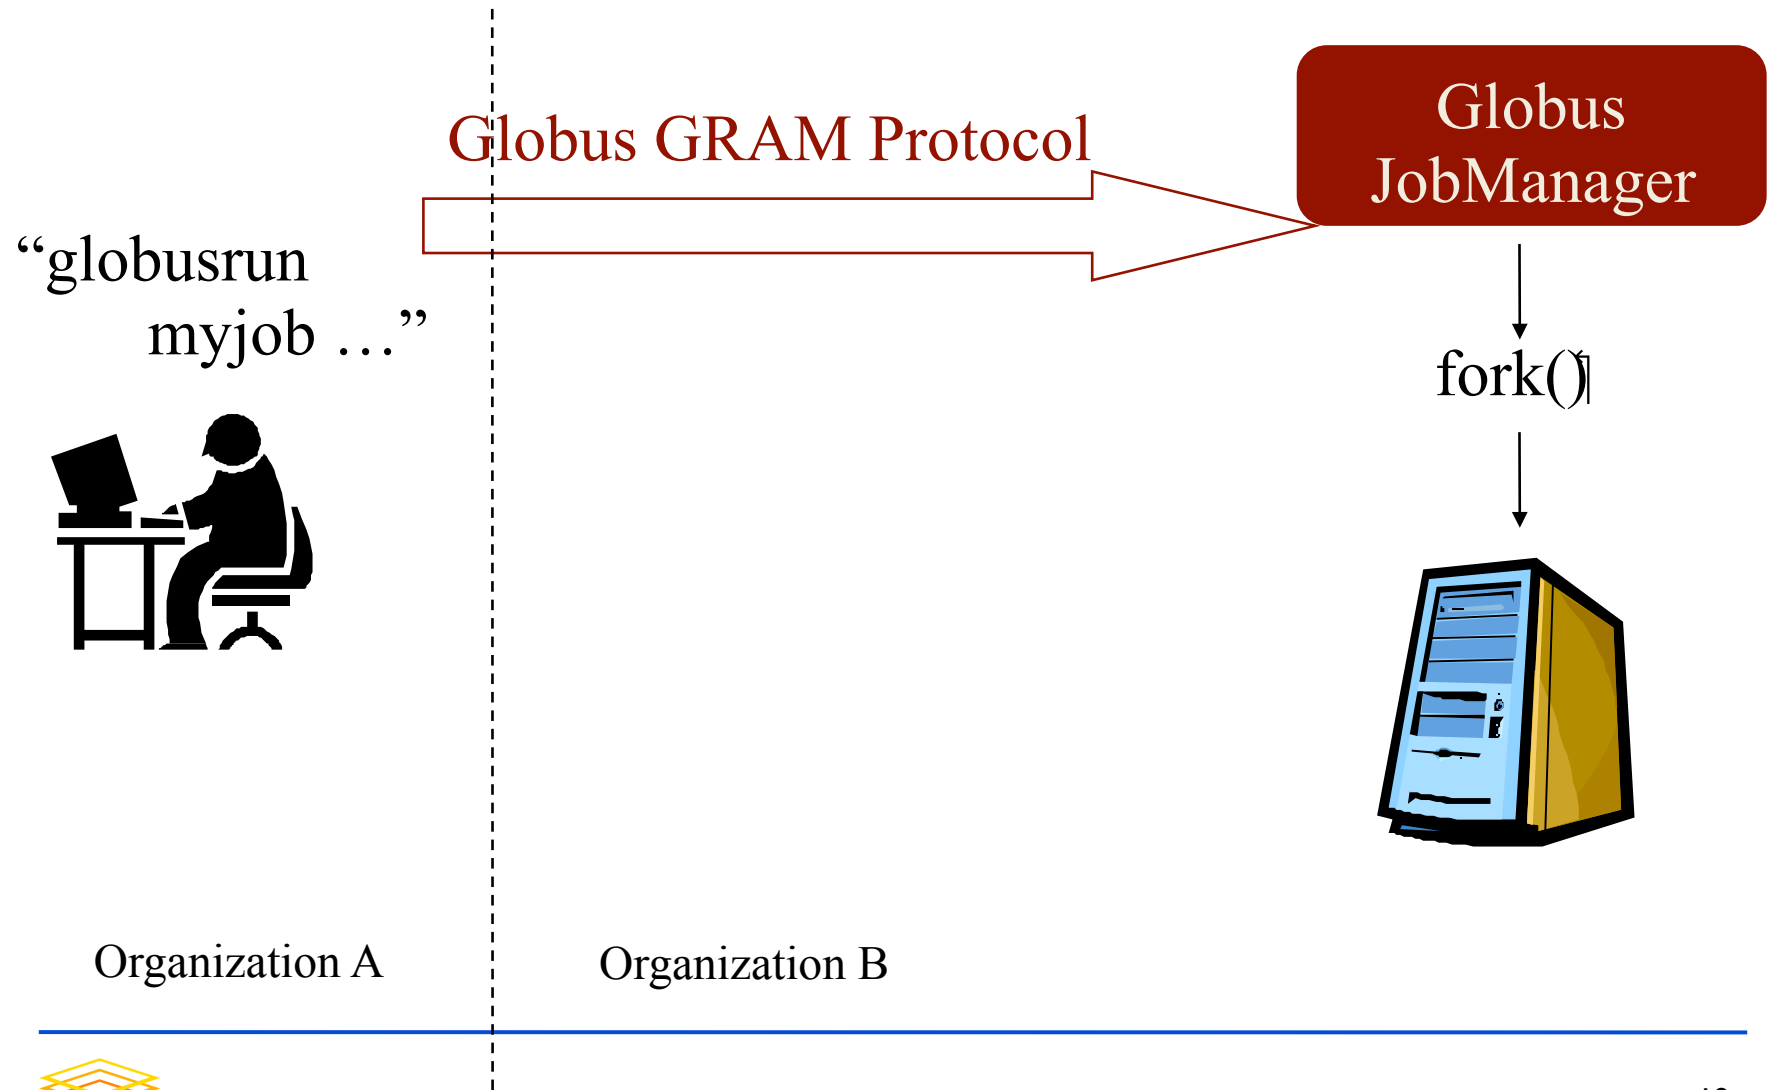 Globus GRAM Protocol
Globus
JobManager
“globusrun
myjob …”
fork()
Organization A
Organization B